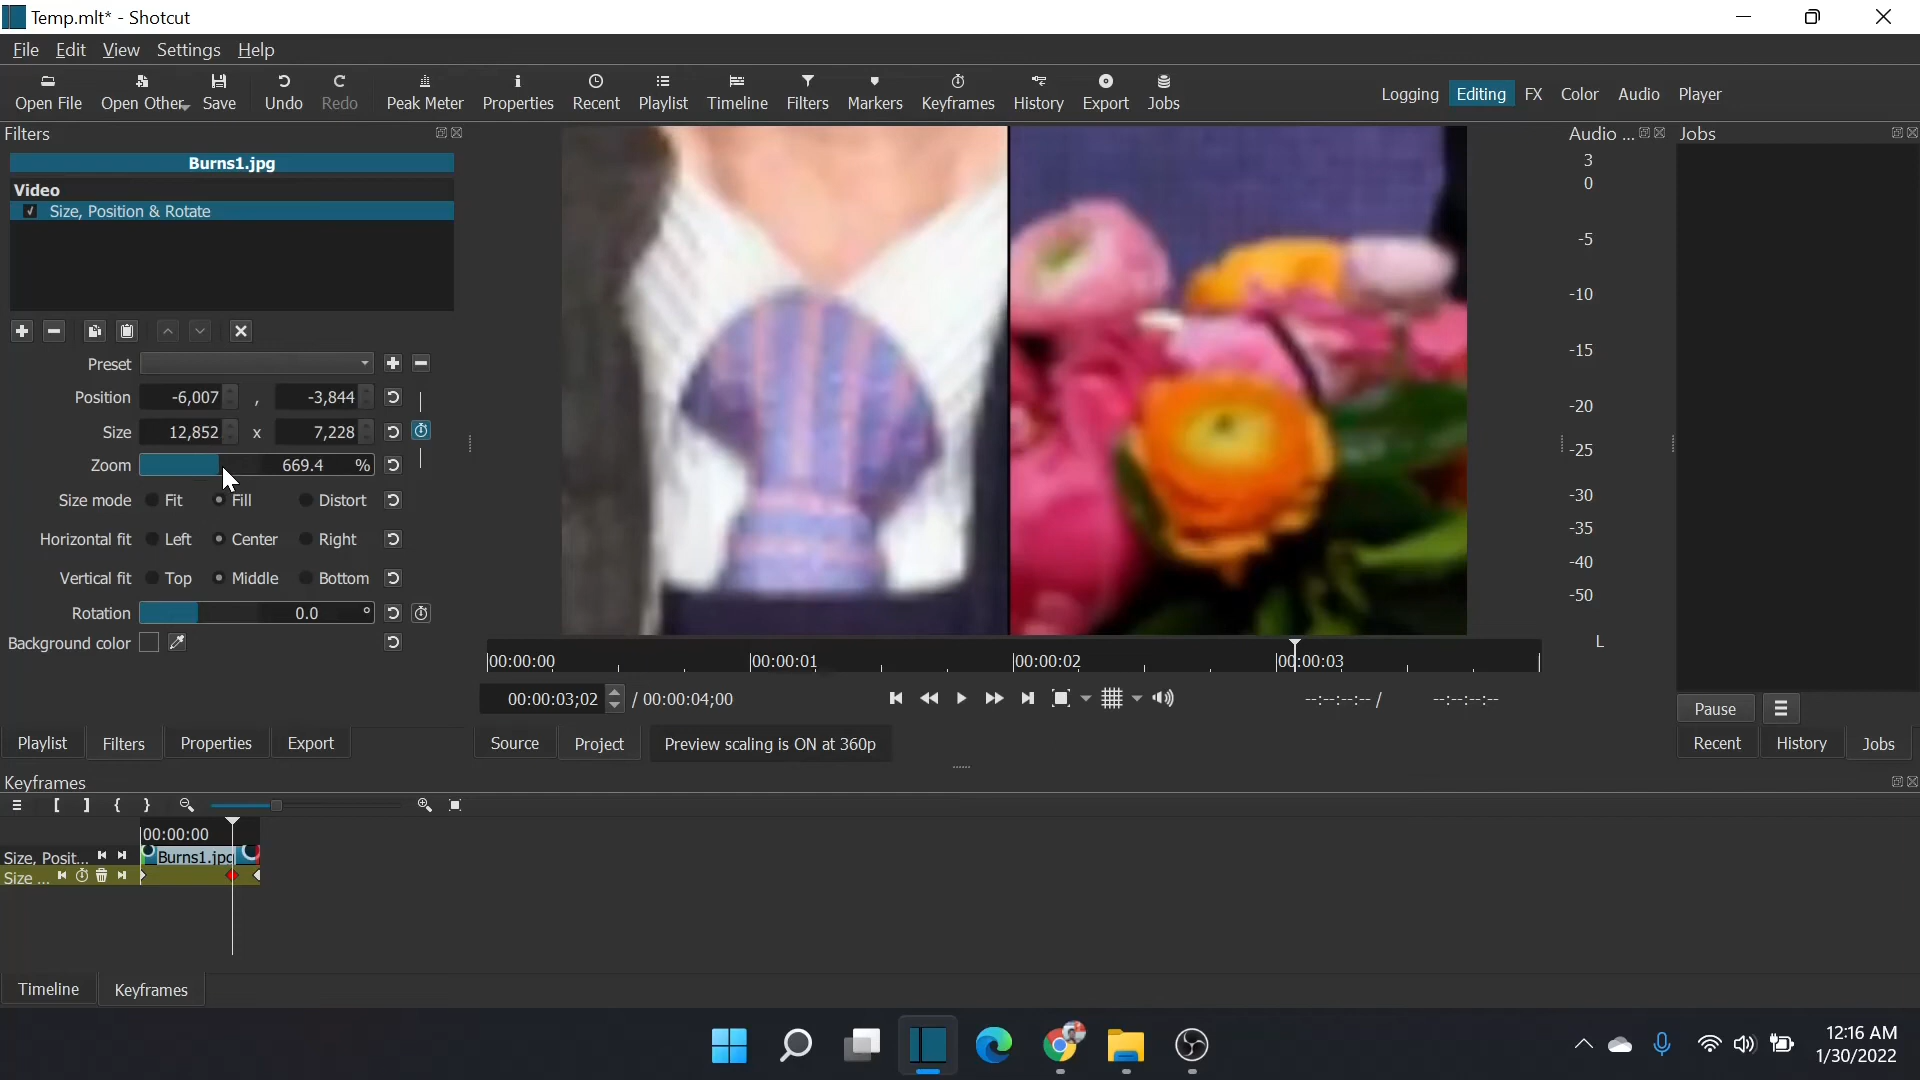 Temp.mlt* - Shotcut
File Edit View Settings Help
Open File Open Other Save Undo Redo Peak Meter Properties Recent Playlist Timeline Filters Markers Keyframes History Export Jobs Logging Editing FX Color Audio Player
Filters Audio ... Jobs
Burns1.jpg
Video
Size, Position & Rotate
Preset
Position -6,007 , -3,844
Size 12,852 x 7,228
Zoom 669.4 %
Size mode Fit Fill Distort
Horizontal fit Left Center Right
Vertical fit Top Middle Bottom
Rotation 0.0 °
Background color
3
0
-5
-10
-15
-20
-25
-30
-35
-40
-50
L
00:00:00 00:00:01 00:00:02 00:00:03
00:00:03;02 / 00:00:04;00 --:--:--:-- / --:--:--:--
Pause
Playlist Filters Properties Export Source Project Preview scaling is ON at 360p Recent History Jobs
Keyframes
00:00:00
Size, Posit... Burns1.jpg
Size ...
Timeline Keyframes
12:16 AM
1/30/2022